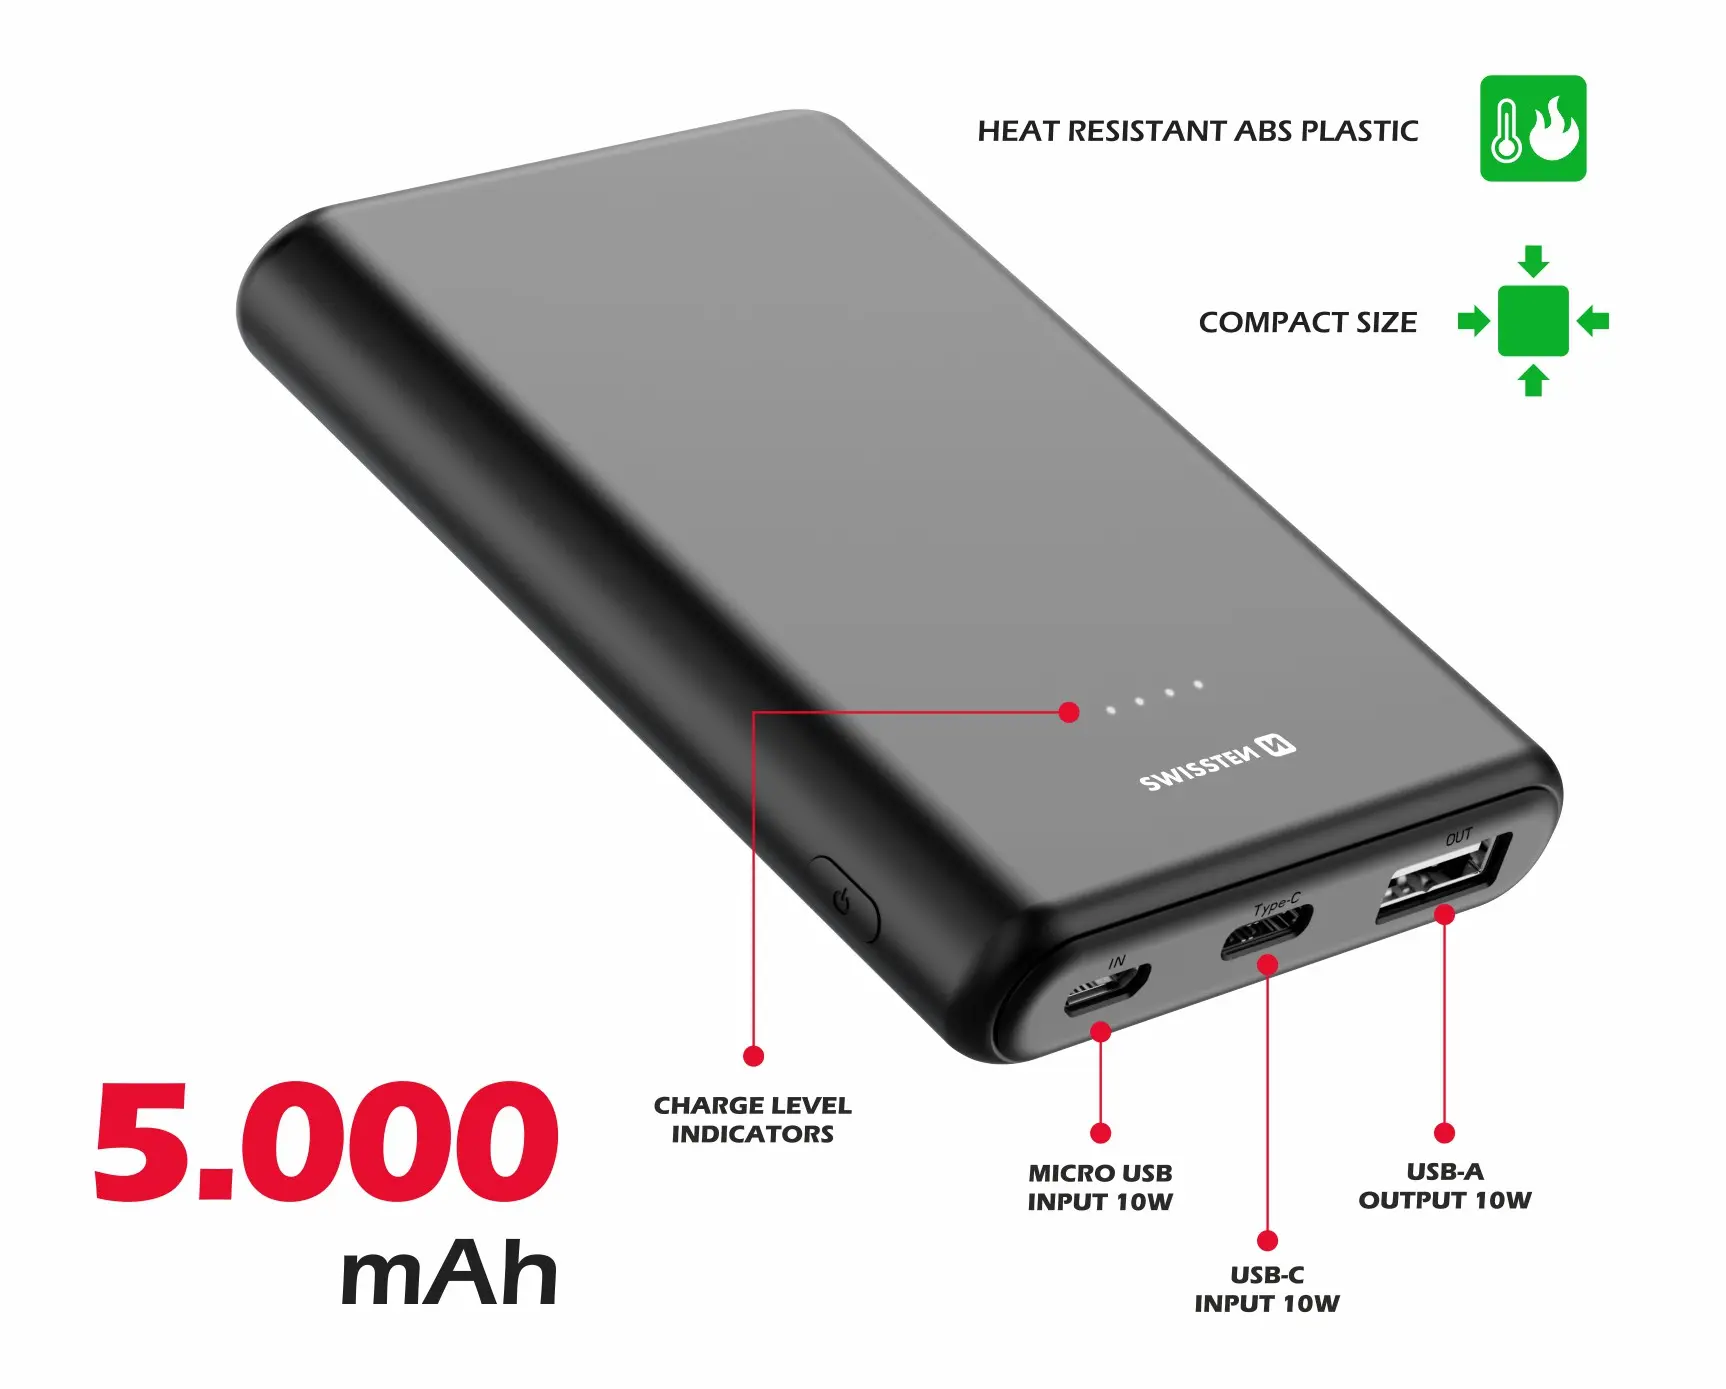 HEAT RESISTANT ABS PLASTIC
COMPACT SIZE
SWISSTEN
OUT
Type-C
IN
CHARGE LEVEL
INDICATORS
MICRO USB
INPUT 10W
USB-C
INPUT 10W
USB-A
OUTPUT 10W
5.000
mAh